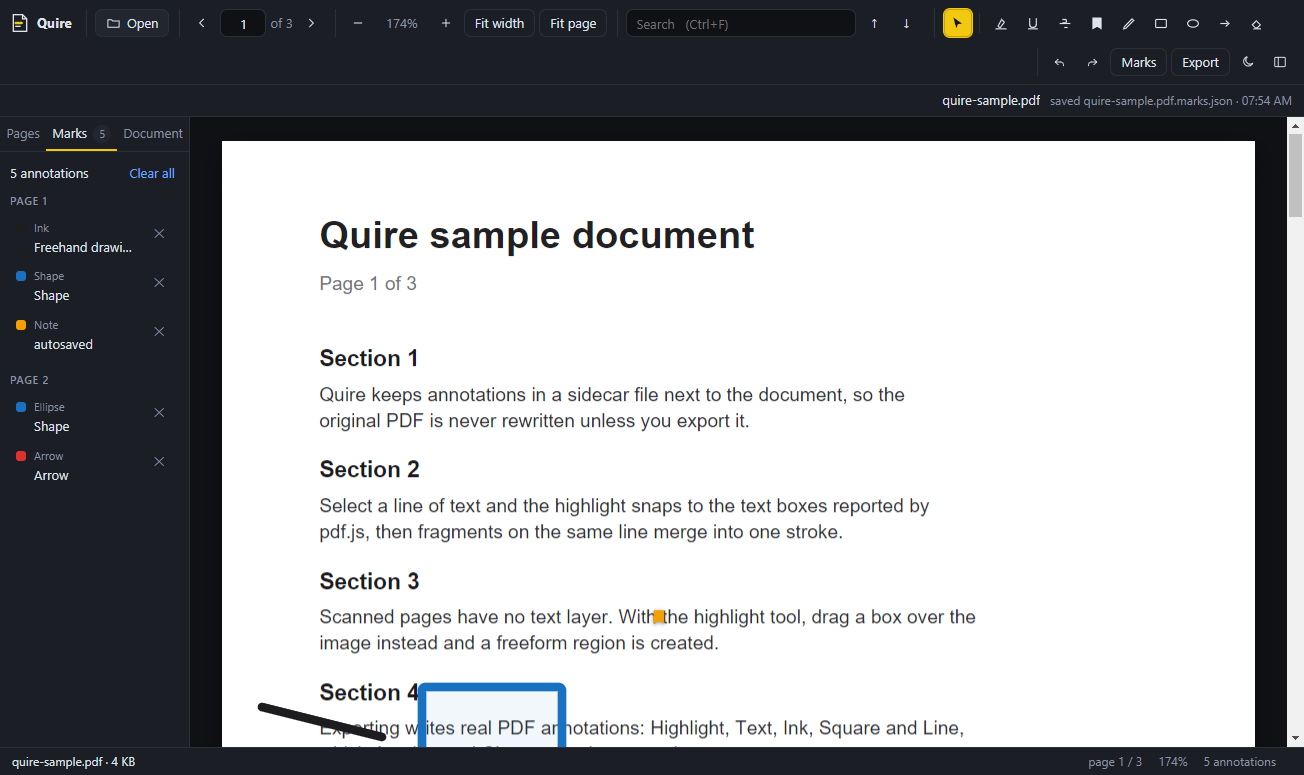 Quire
Open
1 of 3
174%
Fit width
Fit page
Search (Ctrl+F)
Marks
Export
quire-sample.pdf saved quire-sample.pdf.marks.json · 07:54 AM
Pages Marks 5 Document
5 annotations Clear all
PAGE 1
Ink
Freehand drawi...
Shape
Shape
Note
autosaved
PAGE 2
Ellipse
Shape
Arrow
Arrow
Quire sample document
Page 1 of 3
Section 1
Quire keeps annotations in a sidecar file next to the document, so the
original PDF is never rewritten unless you export it.
Section 2
Select a line of text and the highlight snaps to the text boxes reported by
pdf.js, then fragments on the same line merge into one stroke.
Section 3
Scanned pages have no text layer. With the highlight tool, drag a box over the
image instead and a freeform region is created.
Section 4
Exporting writes real PDF annotations: Highlight, Text, Ink, Square and Line,
quire-sample.pdf · 4 KB
page 1 / 3 174% 5 annotations